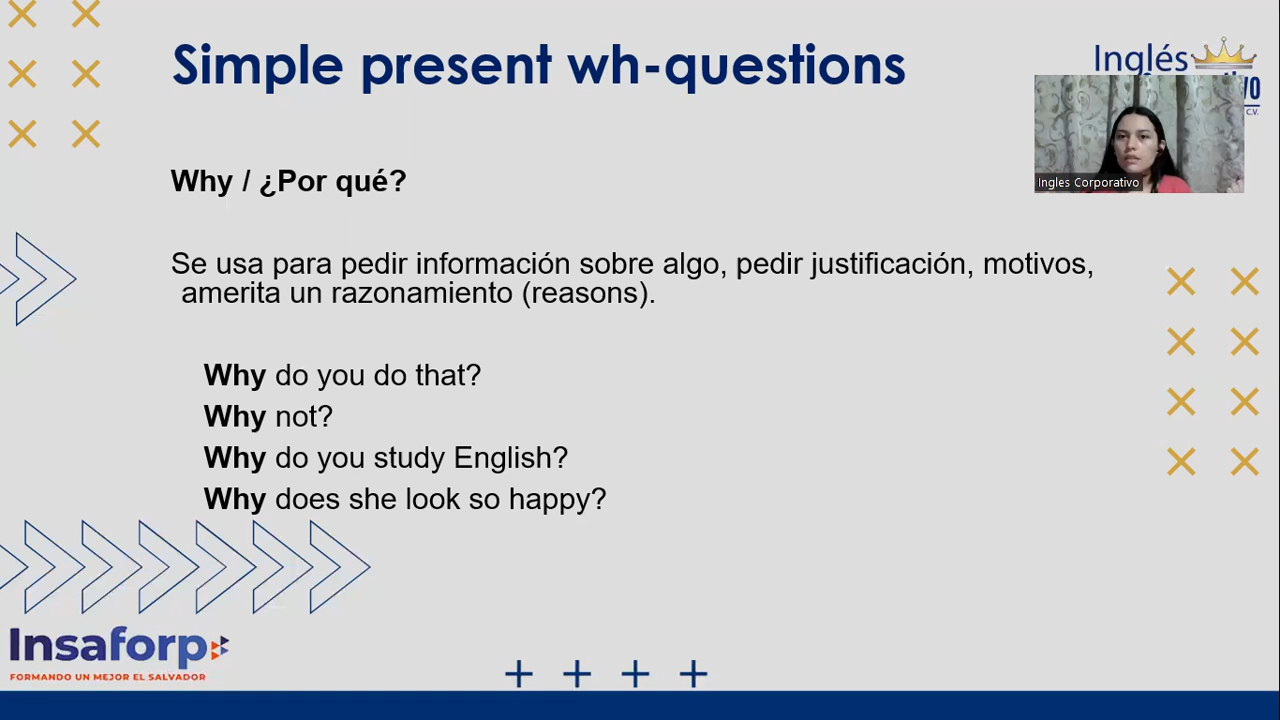 Simple present wh-questions
Inglés
vo
C.V.
Ingles Corporativo
Why / ¿Por qué?
Se usa para pedir información sobre algo, pedir justificación, motivos,
amerita un razonamiento (reasons).
Why do you do that?
Why not?
Why do you study English?
Why does she look so happy?
Insaforp
FORMANDO UN MEJOR EL SALVADOR